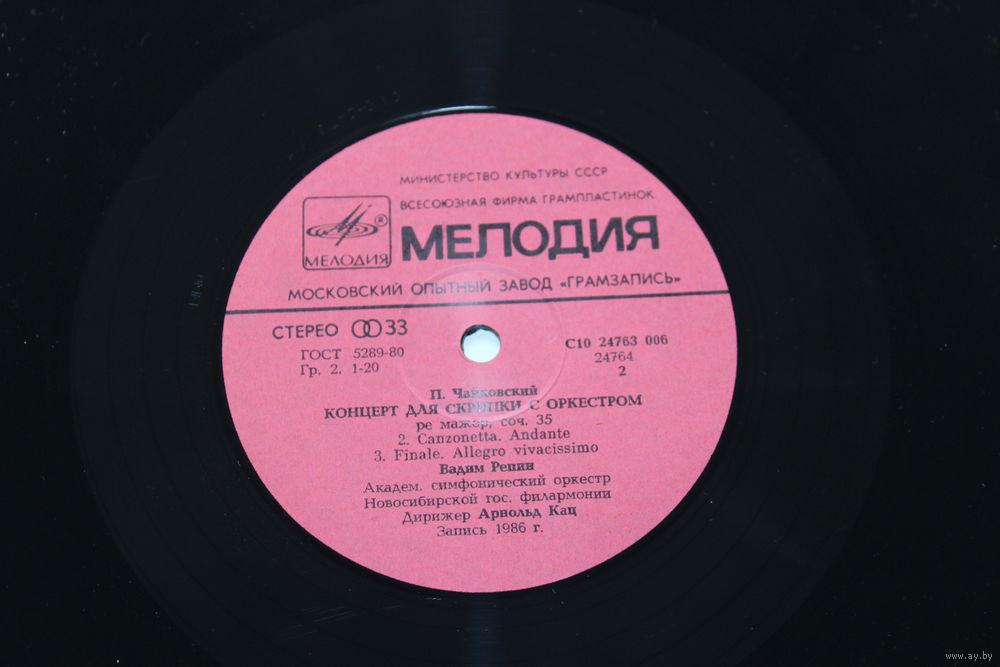 МИНИСТЕРСТВО КУЛЬТУРЫ СССР
ВСЕСОЮЗНАЯ ФИРМА ГРАМПЛАСТИНОК
®
МЕЛОДИЯ
МЕЛОДИЯ
МОСКОВСКИЙ ОПЫТНЫЙ ЗАВОД «ГРАМЗАПИСЬ»
СТЕРЕО 33
ГОСТ 5289-80
Гр. 2. 1-20
С10 24763 006
24764
2
П. Чайковский
КОНЦЕРТ ДЛЯ СКРИПКИ С ОРКЕСТРОМ
ре мажор, соч. 35
2. Canzonetta. Andante
3. Finale. Allegro vivacissimo
Вадим Репин
Академ. симфонический оркестр
Новосибирской гос. филармонии
Дирижер Арнольд Кац
Запись 1986 г.
www.ay.by